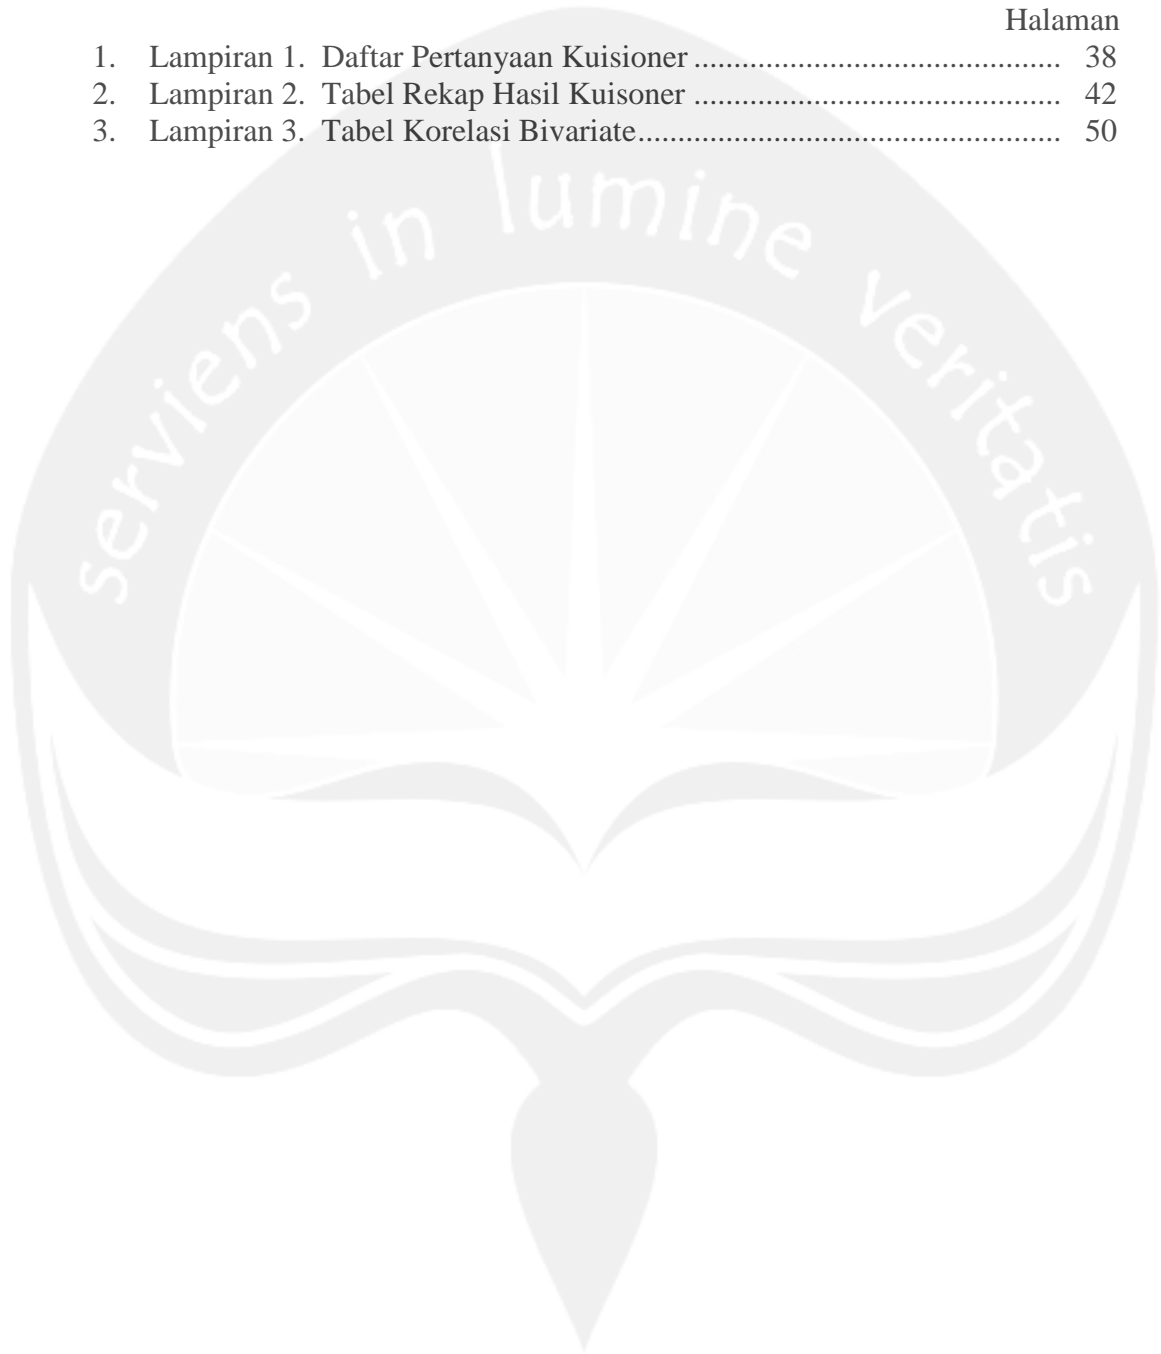 Halaman
1. Lampiran 1. Daftar Pertanyaan Kuisioner .............................................. 38
2. Lampiran 2. Tabel Rekap Hasil Kuisoner .............................................. 42
3. Lampiran 3. Tabel Korelasi Bivariate..................................................... 50
serviens in lumine veritatis